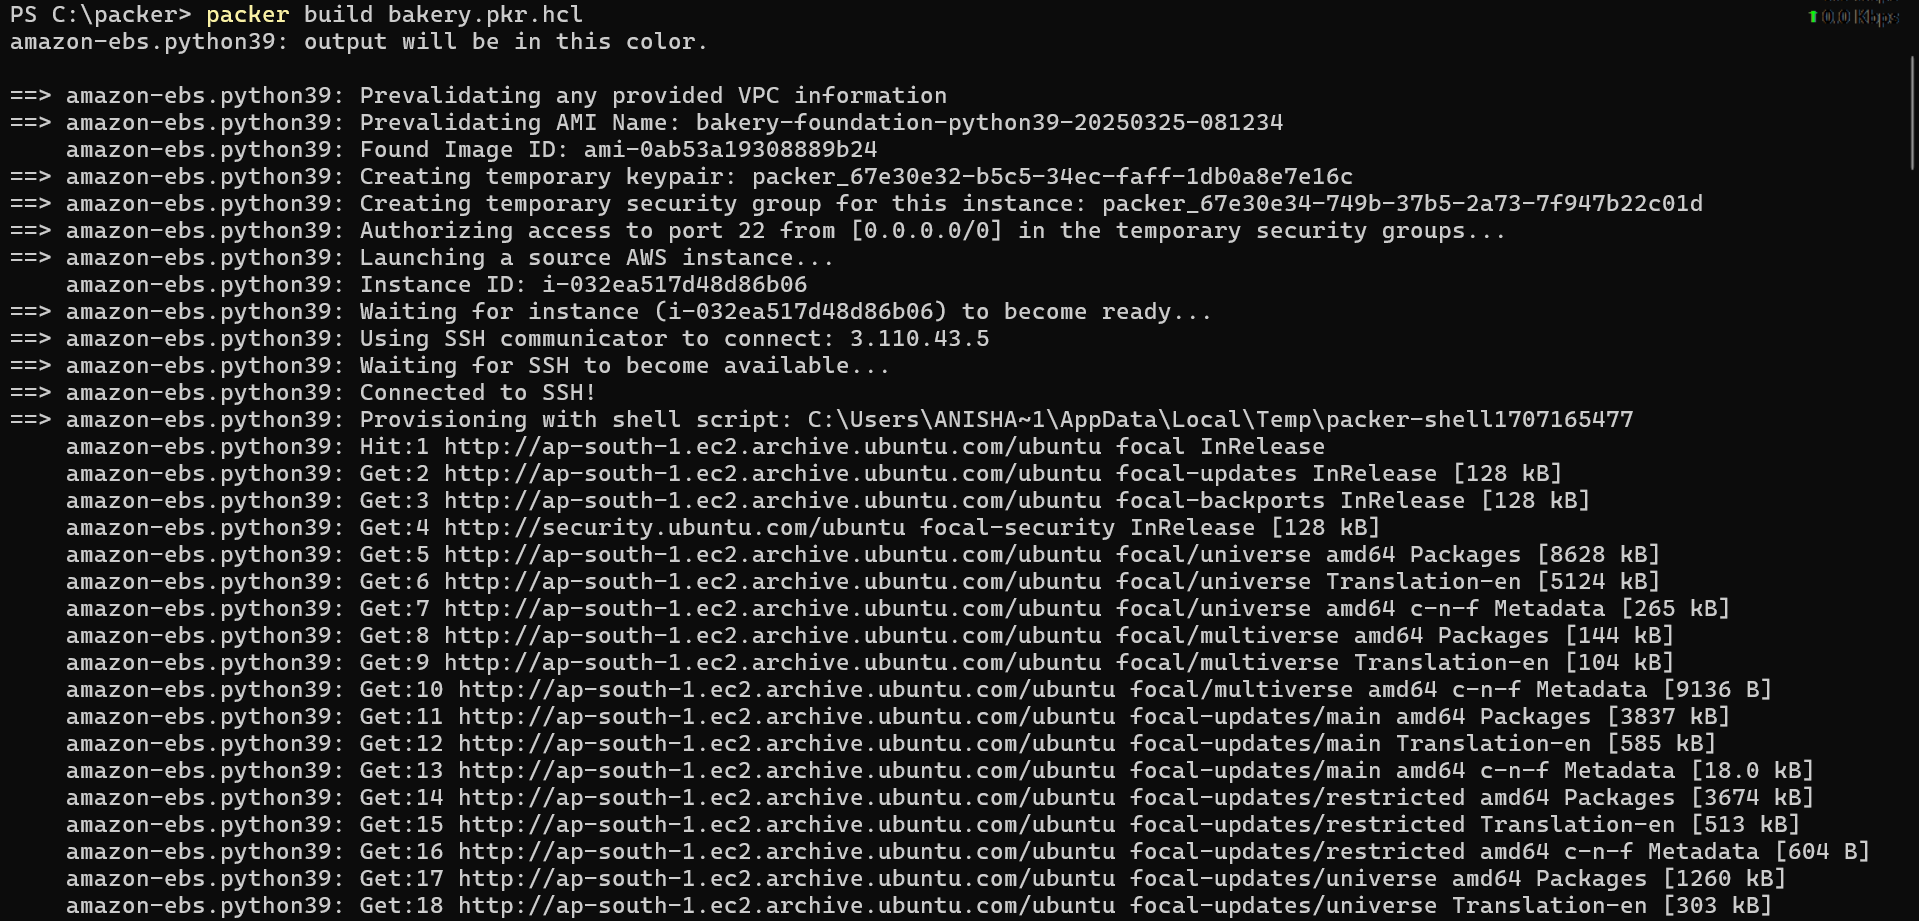 PS C:\packer> packer build bakery.pkr.hcl
0.0 Kbps
amazon-ebs.python39: output will be in this color.
==> amazon-ebs.python39: Prevalidating any provided VPC information
==> amazon-ebs.python39: Prevalidating AMI Name: bakery-foundation-python39-20250325-081234
    amazon-ebs.python39: Found Image ID: ami-0ab53a19308889b24
==> amazon-ebs.python39: Creating temporary keypair: packer_67e30e32-b5c5-34ec-faff-1db0a8e7e16c
==> amazon-ebs.python39: Creating temporary security group for this instance: packer_67e30e34-749b-37b5-2a73-7f947b22c01d
==> amazon-ebs.python39: Authorizing access to port 22 from [0.0.0.0/0] in the temporary security groups...
==> amazon-ebs.python39: Launching a source AWS instance...
    amazon-ebs.python39: Instance ID: i-032ea517d48d86b06
==> amazon-ebs.python39: Waiting for instance (i-032ea517d48d86b06) to become ready...
==> amazon-ebs.python39: Using SSH communicator to connect: 3.110.43.5
==> amazon-ebs.python39: Waiting for SSH to become available...
==> amazon-ebs.python39: Connected to SSH!
==> amazon-ebs.python39: Provisioning with shell script: C:\Users\ANISHA~1\AppData\Local\Temp\packer-shell1707165477
    amazon-ebs.python39: Hit:1 http://ap-south-1.ec2.archive.ubuntu.com/ubuntu focal InRelease
    amazon-ebs.python39: Get:2 http://ap-south-1.ec2.archive.ubuntu.com/ubuntu focal-updates InRelease [128 kB]
    amazon-ebs.python39: Get:3 http://ap-south-1.ec2.archive.ubuntu.com/ubuntu focal-backports InRelease [128 kB]
    amazon-ebs.python39: Get:4 http://security.ubuntu.com/ubuntu focal-security InRelease [128 kB]
    amazon-ebs.python39: Get:5 http://ap-south-1.ec2.archive.ubuntu.com/ubuntu focal/universe amd64 Packages [8628 kB]
    amazon-ebs.python39: Get:6 http://ap-south-1.ec2.archive.ubuntu.com/ubuntu focal/universe Translation-en [5124 kB]
    amazon-ebs.python39: Get:7 http://ap-south-1.ec2.archive.ubuntu.com/ubuntu focal/universe amd64 c-n-f Metadata [265 kB]
    amazon-ebs.python39: Get:8 http://ap-south-1.ec2.archive.ubuntu.com/ubuntu focal/multiverse amd64 Packages [144 kB]
    amazon-ebs.python39: Get:9 http://ap-south-1.ec2.archive.ubuntu.com/ubuntu focal/multiverse Translation-en [104 kB]
    amazon-ebs.python39: Get:10 http://ap-south-1.ec2.archive.ubuntu.com/ubuntu focal/multiverse amd64 c-n-f Metadata [9136 B]
    amazon-ebs.python39: Get:11 http://ap-south-1.ec2.archive.ubuntu.com/ubuntu focal-updates/main amd64 Packages [3837 kB]
    amazon-ebs.python39: Get:12 http://ap-south-1.ec2.archive.ubuntu.com/ubuntu focal-updates/main Translation-en [585 kB]
    amazon-ebs.python39: Get:13 http://ap-south-1.ec2.archive.ubuntu.com/ubuntu focal-updates/main amd64 c-n-f Metadata [18.0 kB]
    amazon-ebs.python39: Get:14 http://ap-south-1.ec2.archive.ubuntu.com/ubuntu focal-updates/restricted amd64 Packages [3674 kB]
    amazon-ebs.python39: Get:15 http://ap-south-1.ec2.archive.ubuntu.com/ubuntu focal-updates/restricted Translation-en [513 kB]
    amazon-ebs.python39: Get:16 http://ap-south-1.ec2.archive.ubuntu.com/ubuntu focal-updates/restricted amd64 c-n-f Metadata [604 B]
    amazon-ebs.python39: Get:17 http://ap-south-1.ec2.archive.ubuntu.com/ubuntu focal-updates/universe amd64 Packages [1260 kB]
    amazon-ebs.python39: Get:18 http://ap-south-1.ec2.archive.ubuntu.com/ubuntu focal-updates/universe Translation-en [303 kB]